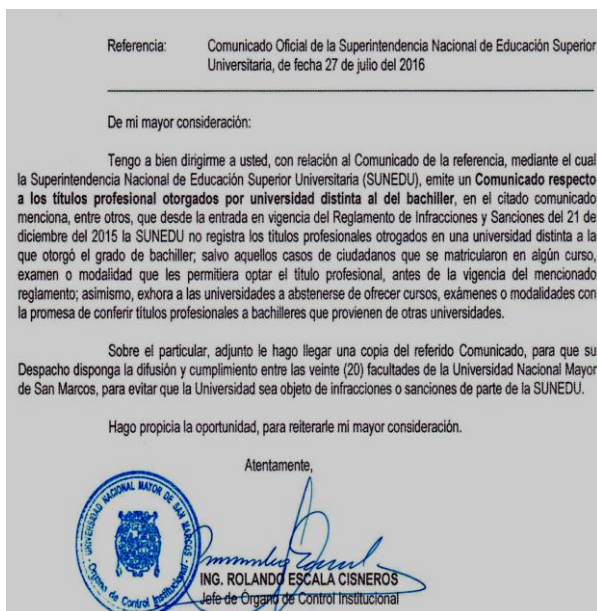 Referencia: Comunicado Oficial de la Superintendencia Nacional de Educación Superior
Universitaria, de fecha 27 de julio del 2016
De mi mayor consideración:
Tengo a bien dirigirme a usted, con relación al Comunicado de la referencia, mediante el cual
la Superintendencia Nacional de Educación Superior Universitaria (SUNEDU), emite un Comunicado respecto
a los títulos profesional otorgados por universidad distinta al del bachiller, en el citado comunicado
menciona, entre otros, que desde la entrada en vigencia del Reglamento de Infracciones y Sanciones del 21 de
diciembre del 2015 la SUNEDU no registra los títulos profesionales otrogados en una universidad distinta a la
que otorgó el grado de bachiller; salvo aquellos casos de ciudadanos que se matricularon en algún curso,
examen o modalidad que les permitiera optar el título profesional, antes de la vigencia del mencionado
reglamento; asimismo, exhora a las universidades a abstenerse de ofrecer cursos, exámenes o modalidades con
la promesa de conferir títulos profesionales a bachilleres que provienen de otras universidades.
Sobre el particular, adjunto le hago llegar una copia del referido Comunicado, para que su
Despacho disponga la difusión y cumplimiento entre las veinte (20) facultades de la Universidad Nacional Mayor
de San Marcos, para evitar que la Universidad sea objeto de infracciones o sanciones de parte de la SUNEDU.
Hago propicia la oportunidad, para reiterarle mi mayor consideración.
Atentamente,
UNIVERSIDAD NACIONAL MAYOR DE SAN MARCOS
Organo de Control Institucional
ING. ROLANDO ESCALA CISNEROS
Jefe de Órgano de Control Institucional